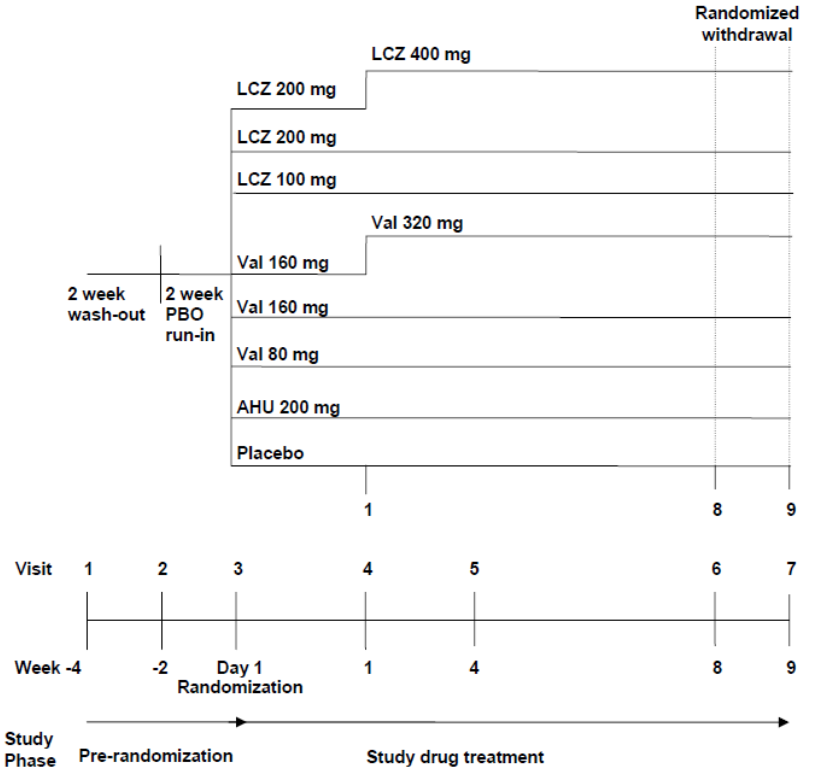 Randomized
withdrawal
LCZ 400 mg
LCZ 200 mg
LCZ 200 mg
LCZ 100 mg
Val 320 mg
Val 160 mg
2 week
wash-out
2 week
PBO
run-in
Val 160 mg
Val 80 mg
AHU 200 mg
Placebo
1 8 9
Visit 1 2 3 4 5 6 7
Week -4 -2 Day 1 1 4 8 9
Randomization
Study
Phase
Pre-randomization Study drug treatment